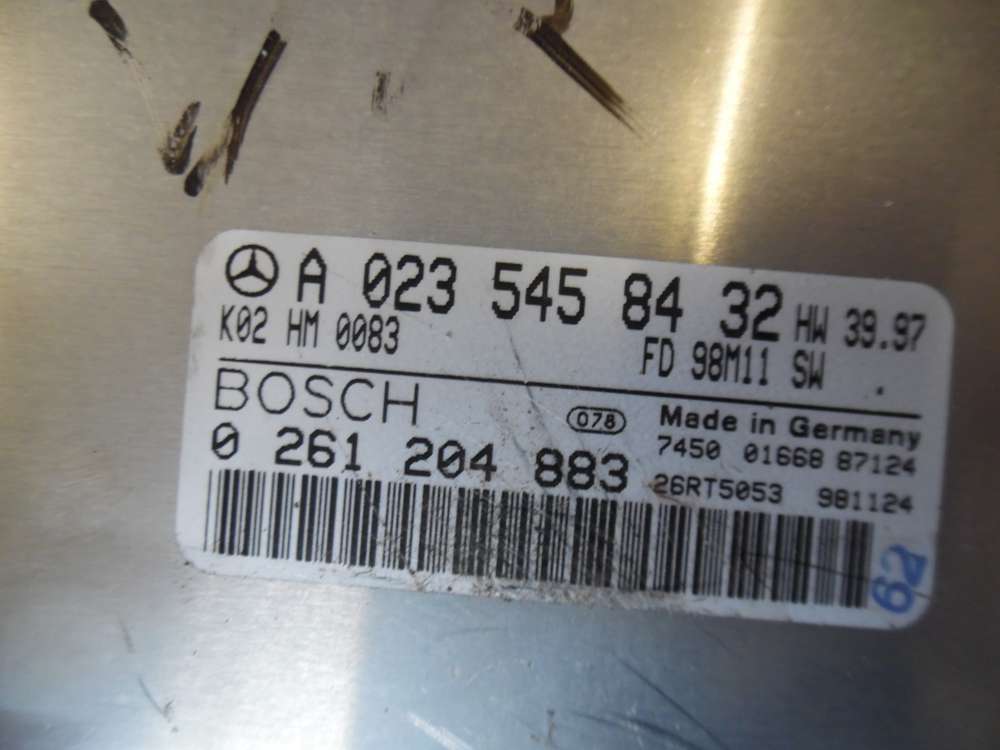 A 023 545 84 32 HW 39.97
K02 HM 0083 FD 98M11 SW .
BOSCH 078 Made in Germany
0 261 204 883 7450 01668 87124
26RT5053 981124
62